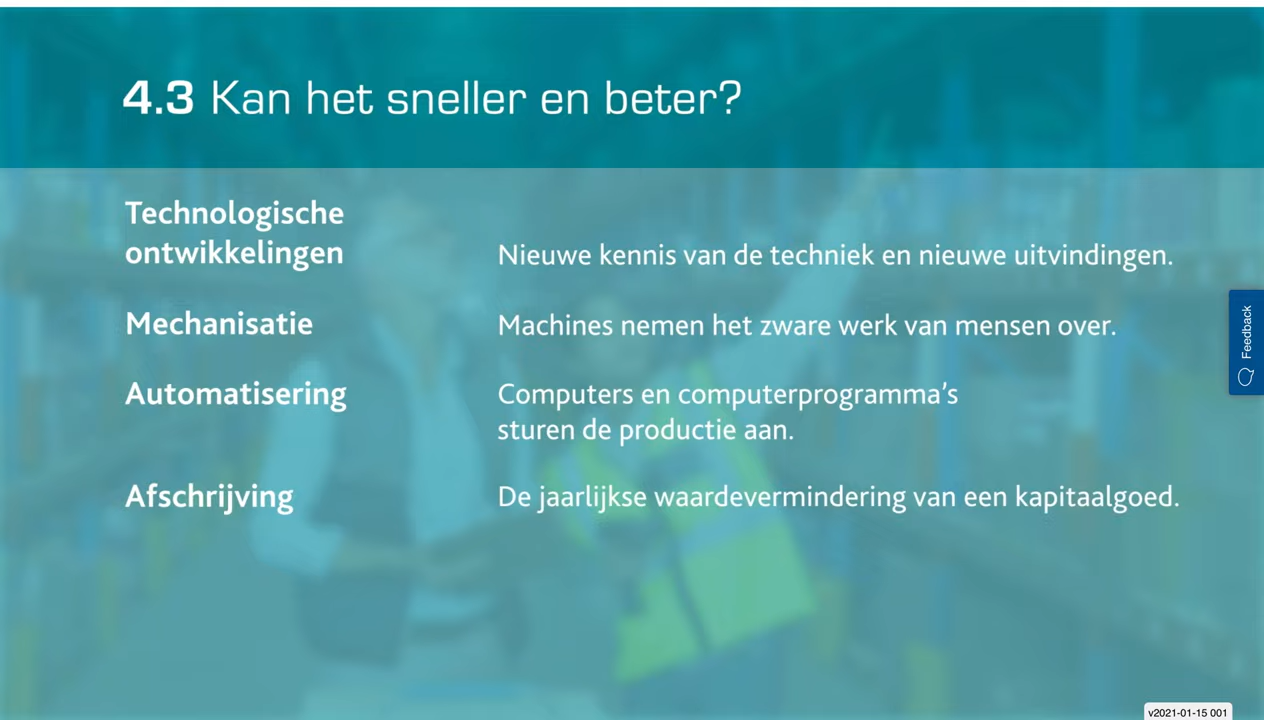 4.3 Kan het sneller en beter?
Technologische
ontwikkelingen
Nieuwe kennis van de techniek en nieuwe uitvindingen.
Mechanisatie
Machines nemen het zware werk van mensen over.
Automatisering
Computers en computerprogramma's
sturen de productie aan.
Afschrijving
De jaarlijkse waardevermindering van een kapitaalgoed.
Feedback
v2021-01-15 001